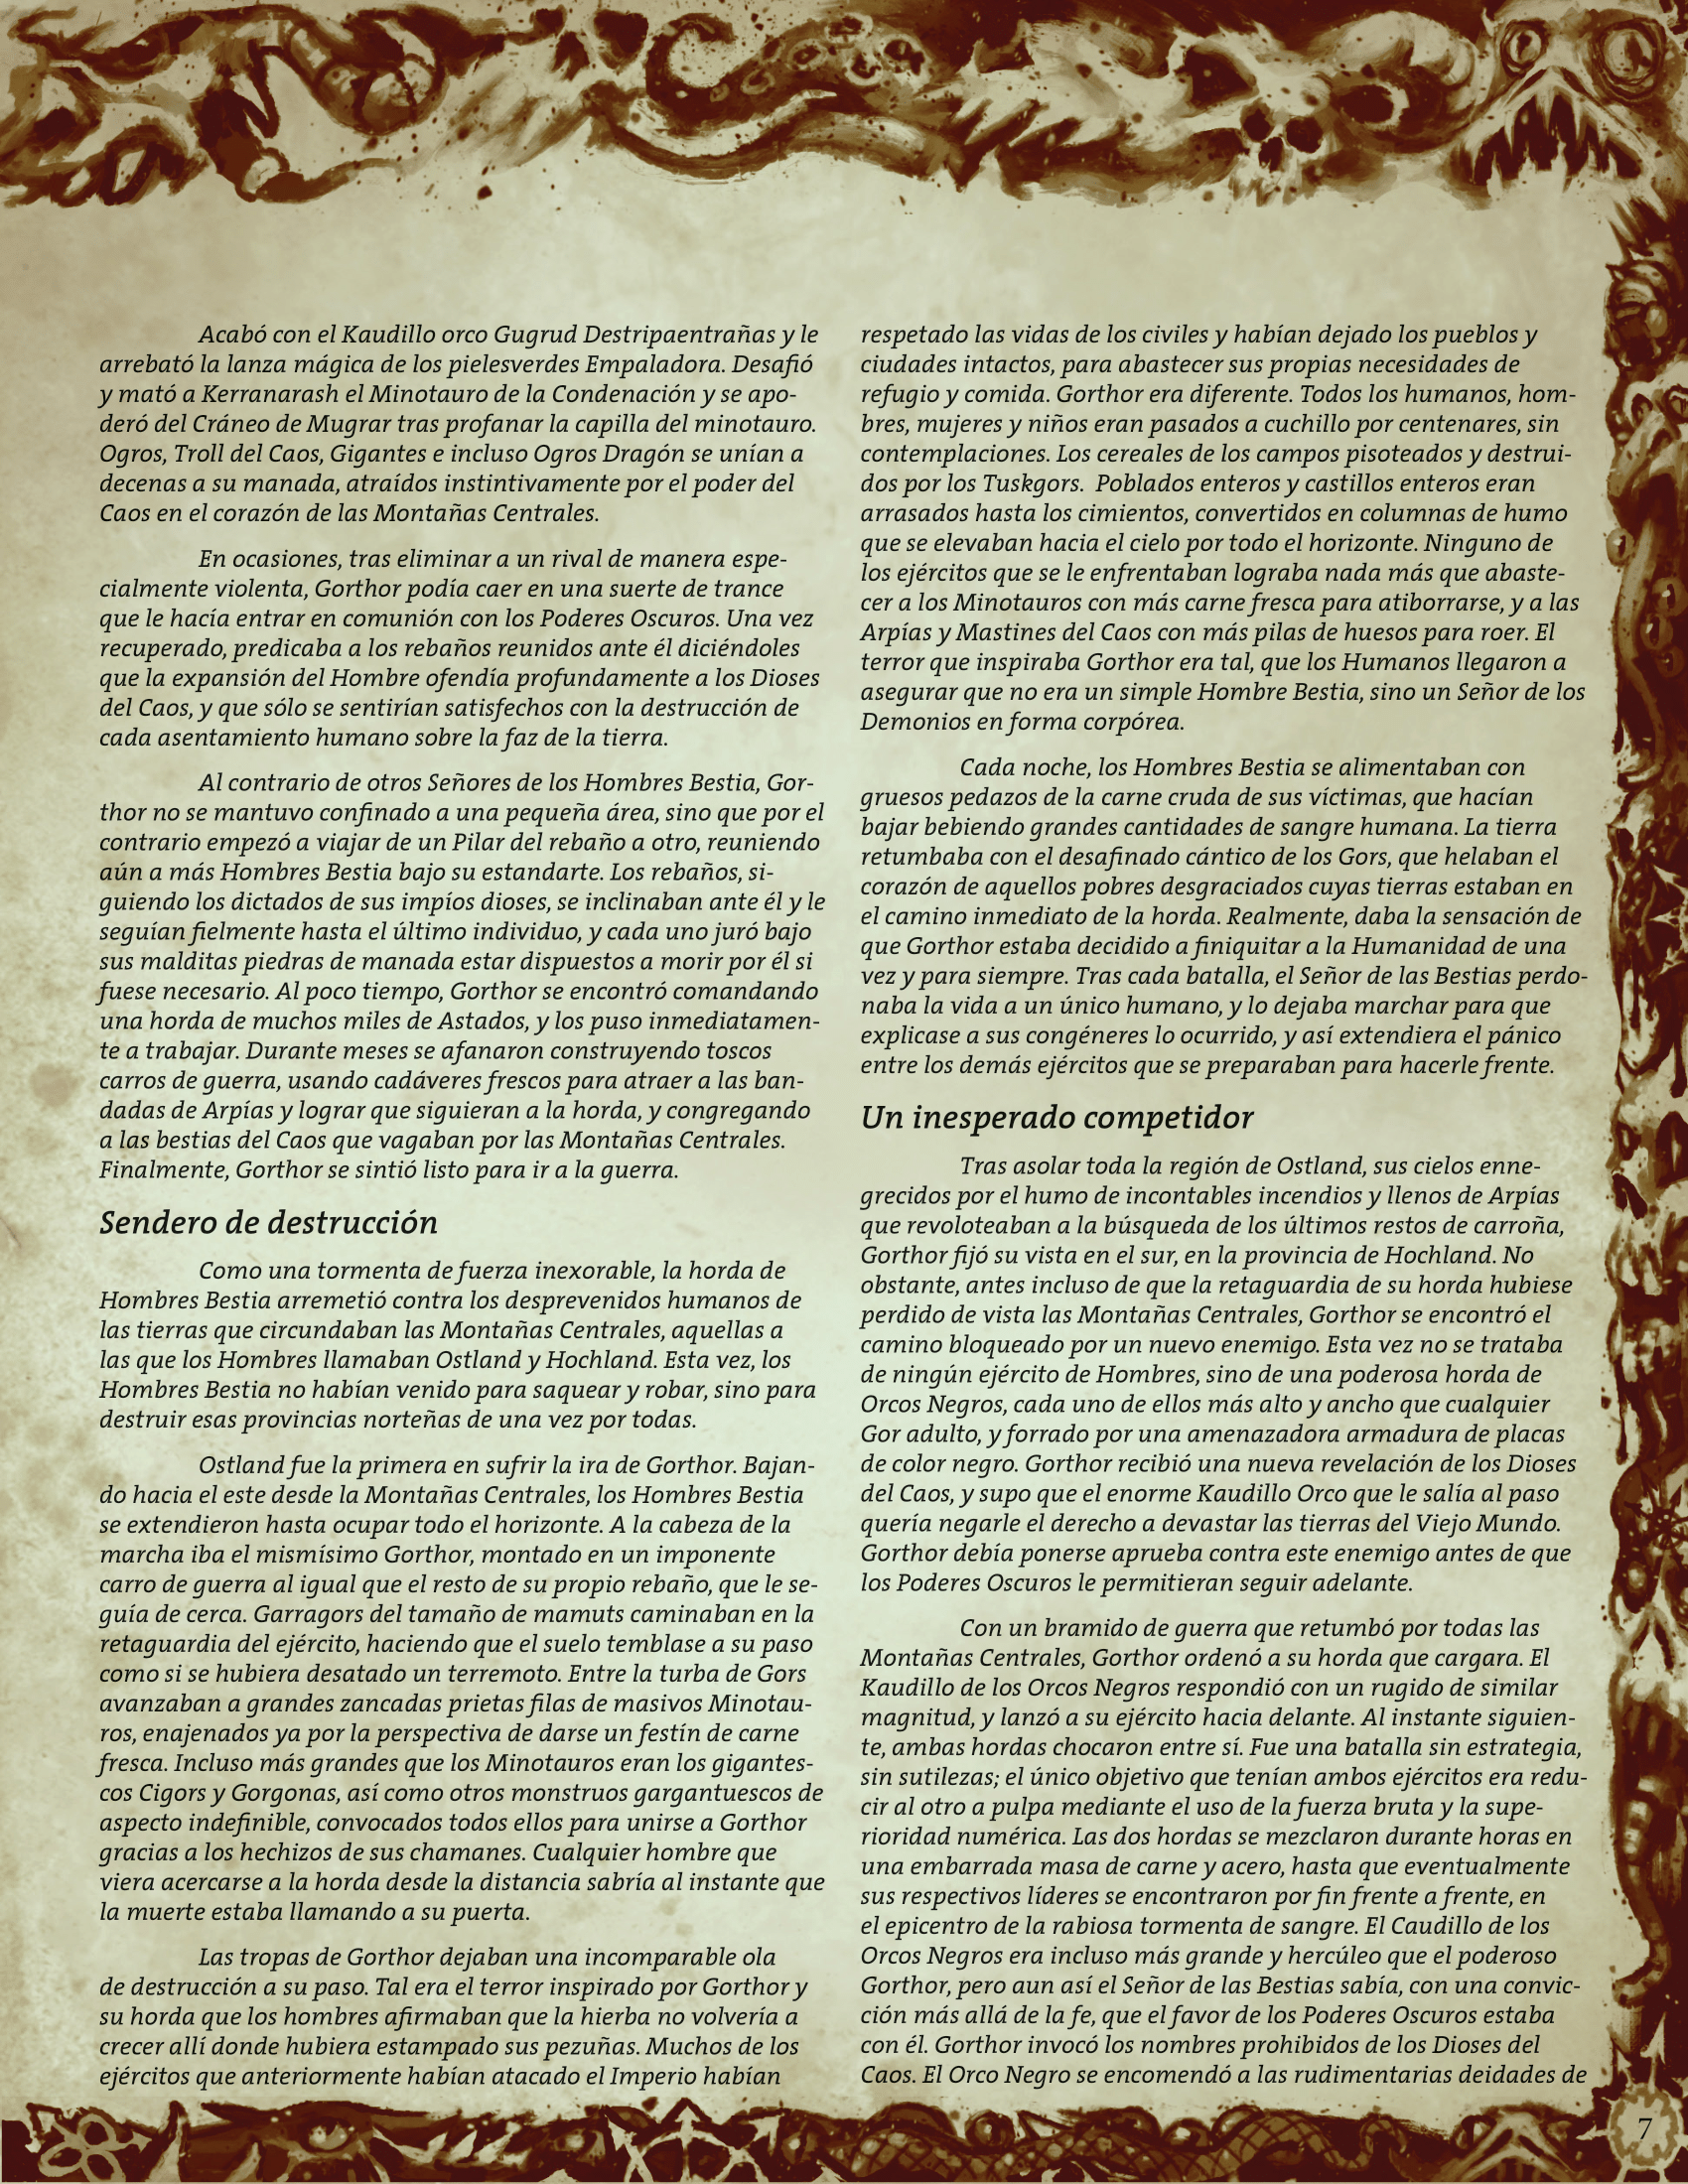 Acabó con el Kaudillo orco Gugrud Destripaentrañas y le
arrebató la lanza mágica de los pielesverdes Empaladora. Desafió
y mató a Kerranarash el Minotauro de la Condenación y se apo-
deró del Cráneo de Mugrar tras profanar la capilla del minotauro.
Ogros, Troll del Caos, Gigantes e incluso Ogros Dragón se unían a
decenas a su manada, atraídos instintivamente por el poder del
Caos en el corazón de las Montañas Centrales.
En ocasiones, tras eliminar a un rival de manera espe-
cialmente violenta, Gorthor podía caer en una suerte de trance
que le hacía entrar en comunión con los Poderes Oscuros. Una vez
recuperado, predicaba a los rebaños reunidos ante él diciéndoles
que la expansión del Hombre ofendía profundamente a los Dioses
del Caos, y que sólo se sentirían satisfechos con la destrucción de
cada asentamiento humano sobre la faz de la tierra.
Al contrario de otros Señores de los Hombres Bestia, Gor-
thor no se mantuvo confinado a una pequeña área, sino que por el
contrario empezó a viajar de un Pilar del rebaño a otro, reuniendo
aún a más Hombres Bestia bajo su estandarte. Los rebaños, si-
guiendo los dictados de sus impíos dioses, se inclinaban ante él y le
seguían fielmente hasta el último individuo, y cada uno juró bajo
sus malditas piedras de manada estar dispuestos a morir por él si
fuese necesario. Al poco tiempo, Gorthor se encontró comandando
una horda de muchos miles de Astados, y los puso inmediatamen-
te a trabajar. Durante meses se afanaron construyendo toscos
carros de guerra, usando cadáveres frescos para atraer a las ban-
dadas de Arpías y lograr que siguieran a la horda, y congregando
a las bestias del Caos que vagaban por las Montañas Centrales.
Finalmente, Gorthor se sintió listo para ir a la guerra.
Sendero de destrucción
Como una tormenta de fuerza inexorable, la horda de
Hombres Bestia arremetió contra los desprevenidos humanos de
las tierras que circundaban las Montañas Centrales, aquellas a
las que los Hombres llamaban Ostland y Hochland. Esta vez, los
Hombres Bestia no habían venido para saquear y robar, sino para
destruir esas provincias norteñas de una vez por todas.
Ostland fue la primera en sufrir la ira de Gorthor. Bajan-
do hacia el este desde la Montañas Centrales, los Hombres Bestia
se extendieron hasta ocupar todo el horizonte. A la cabeza de la
marcha iba el mismísimo Gorthor, montado en un imponente
carro de guerra al igual que el resto de su propio rebaño, que le se-
guía de cerca. Garragors del tamaño de mamuts caminaban en la
retaguardia del ejército, haciendo que el suelo temblase a su paso
como si se hubiera desatado un terremoto. Entre la turba de Gors
avanzaban a grandes zancadas prietas filas de masivos Minotau-
ros, enajenados ya por la perspectiva de darse un festín de carne
fresca. Incluso más grandes que los Minotauros eran los gigantes-
cos Cigors y Gorgonas, así como otros monstruos gargantuescos de
aspecto indefinible, convocados todos ellos para unirse a Gorthor
gracias a los hechizos de sus chamanes. Cualquier hombre que
viera acercarse a la horda desde la distancia sabría al instante que
la muerte estaba llamando a su puerta.
Las tropas de Gorthor dejaban una incomparable ola
de destrucción a su paso. Tal era el terror inspirado por Gorthor y
su horda que los hombres afirmaban que la hierba no volvería a
crecer allí donde hubiera estampado sus pezuñas. Muchos de los
ejércitos que anteriormente habían atacado el Imperio habían
respetado las vidas de los civiles y habían dejado los pueblos y
ciudades intactos, para abastecer sus propias necesidades de
refugio y comida. Gorthor era diferente. Todos los humanos, hom-
bres, mujeres y niños eran pasados a cuchillo por centenares, sin
contemplaciones. Los cereales de los campos pisoteados y destrui-
dos por los Tuskgors.  Poblados enteros y castillos enteros eran
arrasados hasta los cimientos, convertidos en columnas de humo
que se elevaban hacia el cielo por todo el horizonte. Ninguno de
los ejércitos que se le enfrentaban lograba nada más que abaste-
cer a los Minotauros con más carne fresca para atiborrarse, y a las
Arpías y Mastines del Caos con más pilas de huesos para roer. El
terror que inspiraba Gorthor era tal, que los Humanos llegaron a
asegurar que no era un simple Hombre Bestia, sino un Señor de los
Demonios en forma corpórea.
Cada noche, los Hombres Bestia se alimentaban con
gruesos pedazos de la carne cruda de sus víctimas, que hacían
bajar bebiendo grandes cantidades de sangre humana. La tierra
retumbaba con el desafinado cántico de los Gors, que helaban el
corazón de aquellos pobres desgraciados cuyas tierras estaban en
el camino inmediato de la horda. Realmente, daba la sensación de
que Gorthor estaba decidido a finiquitar a la Humanidad de una
vez y para siempre. Tras cada batalla, el Señor de las Bestias perdo-
naba la vida a un único humano, y lo dejaba marchar para que
explicase a sus congéneres lo ocurrido, y así extendiera el pánico
entre los demás ejércitos que se preparaban para hacerle frente.
Un inesperado competidor
Tras asolar toda la región de Ostland, sus cielos enne-
grecidos por el humo de incontables incendios y llenos de Arpías
que revoloteaban a la búsqueda de los últimos restos de carroña,
Gorthor fijó su vista en el sur, en la provincia de Hochland. No
obstante, antes incluso de que la retaguardia de su horda hubiese
perdido de vista las Montañas Centrales, Gorthor se encontró el
camino bloqueado por un nuevo enemigo. Esta vez no se trataba
de ningún ejército de Hombres, sino de una poderosa horda de
Orcos Negros, cada uno de ellos más alto y ancho que cualquier
Gor adulto, y forrado por una amenazadora armadura de placas
de color negro. Gorthor recibió una nueva revelación de los Dioses
del Caos, y supo que el enorme Kaudillo Orco que le salía al paso
quería negarle el derecho a devastar las tierras del Viejo Mundo.
Gorthor debía ponerse aprueba contra este enemigo antes de que
los Poderes Oscuros le permitieran seguir adelante.
Con un bramido de guerra que retumbó por todas las
Montañas Centrales, Gorthor ordenó a su horda que cargara. El
Kaudillo de los Orcos Negros respondió con un rugido de similar
magnitud, y lanzó a su ejército hacia delante. Al instante siguien-
te, ambas hordas chocaron entre sí. Fue una batalla sin estrategia,
sin sutilezas; el único objetivo que tenían ambos ejércitos era redu-
cir al otro a pulpa mediante el uso de la fuerza bruta y la supe-
rioridad numérica. Las dos hordas se mezclaron durante horas en
una embarrada masa de carne y acero, hasta que eventualmente
sus respectivos líderes se encontraron por fin frente a frente, en
el epicentro de la rabiosa tormenta de sangre. El Caudillo de los
Orcos Negros era incluso más grande y hercúleo que el poderoso
Gorthor, pero aun así el Señor de las Bestias sabía, con una convic-
ción más allá de la fe, que el favor de los Poderes Oscuros estaba
con él. Gorthor invocó los nombres prohibidos de los Dioses del
Caos. El Orco Negro se encomendó a las rudimentarias deidades de
7